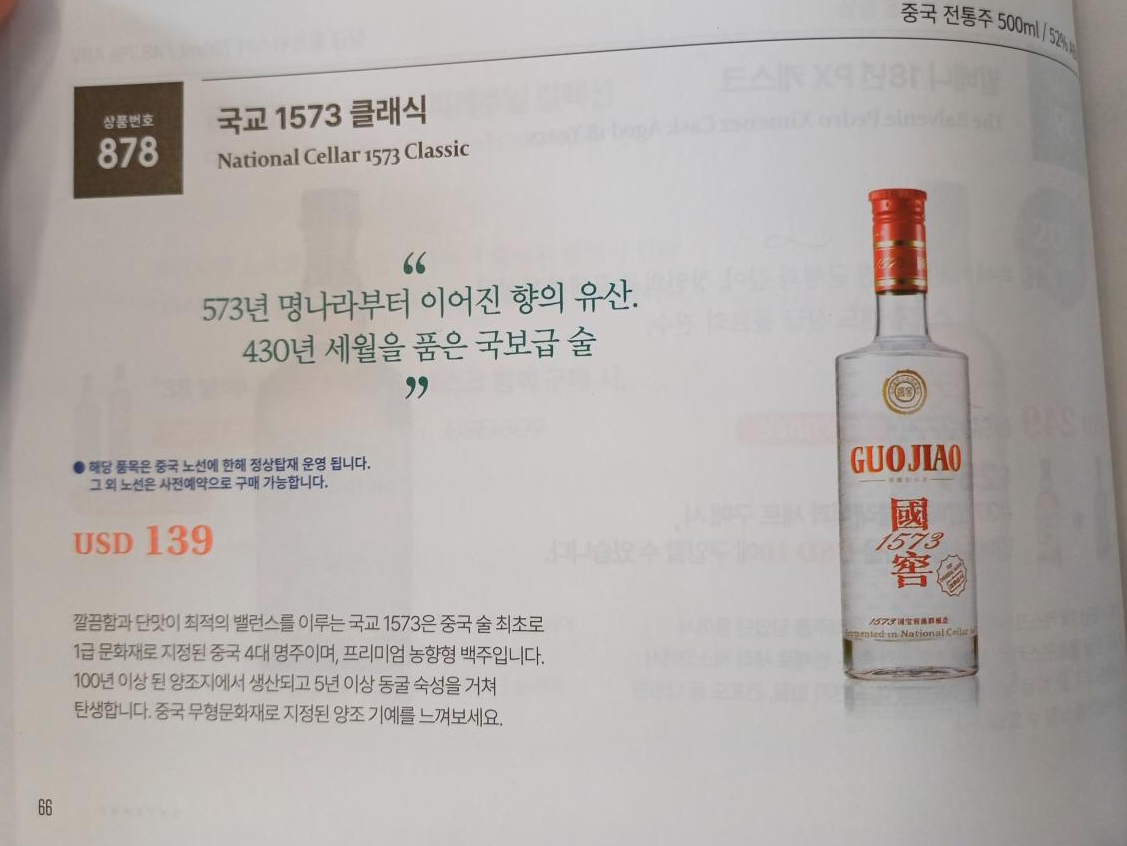 중국 전통주 500ml / 52%
상품번호
878
국교 1573 클래식
National Cellar 1573 Classic
“
573년 명나라부터 이어진 향의 유산.
430년 세월을 품은 국보급 술
”
● 해당 품목은 중국 노선에 한해 정상탑재 운영 됩니다.
그 외 노선은 사전예약으로 구매 가능합니다.
USD 139
깔끔함과 단맛이 최적의 밸런스를 이루는 국교 1573은 중국 술 최초로
1급 문화재로 지정된 중국 4대 명주이며, 프리미엄 농향형 백주입니다.
100년 이상 된 양조지에서 생산되고 5년 이상 동굴 숙성을 거쳐
탄생합니다. 중국 무형문화재로 지정된 양조 기예를 느껴보세요.
GUO JIAO
國
1573
窖
Fermented in National Cellar
66